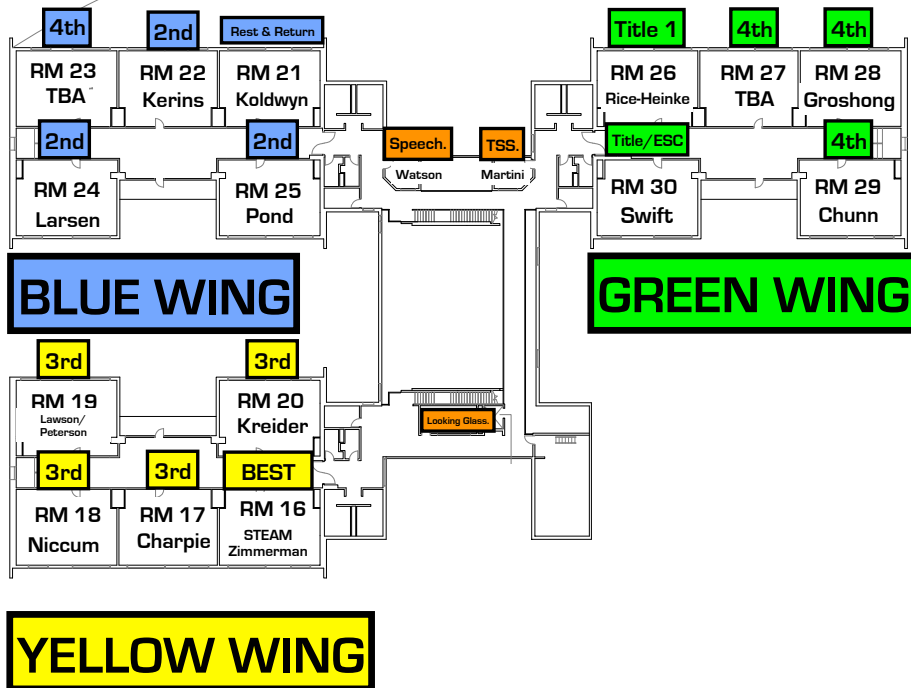 4th
2nd
Rest & Return
RM 23
TBA
RM 22
Kerins
RM 21
Koldwyn
2nd
2nd
RM 24
Larsen
RM 25
Pond
BLUE WING
Speech.
TSS.
Watson
Martini
Title 1
4th
4th
RM 26
Rice-Heinke
RM 27
TBA
RM 28
Groshong
Title/ESC
4th
RM 30
Swift
RM 29
Chunn
GREEN WING
3rd
3rd
RM 19
Lawson/
Peterson
RM 20
Kreider
Looking Glass.
3rd
3rd
BEST
RM 18
Niccum
RM 17
Charpie
RM 16
STEAM
Zimmerman
YELLOW WING